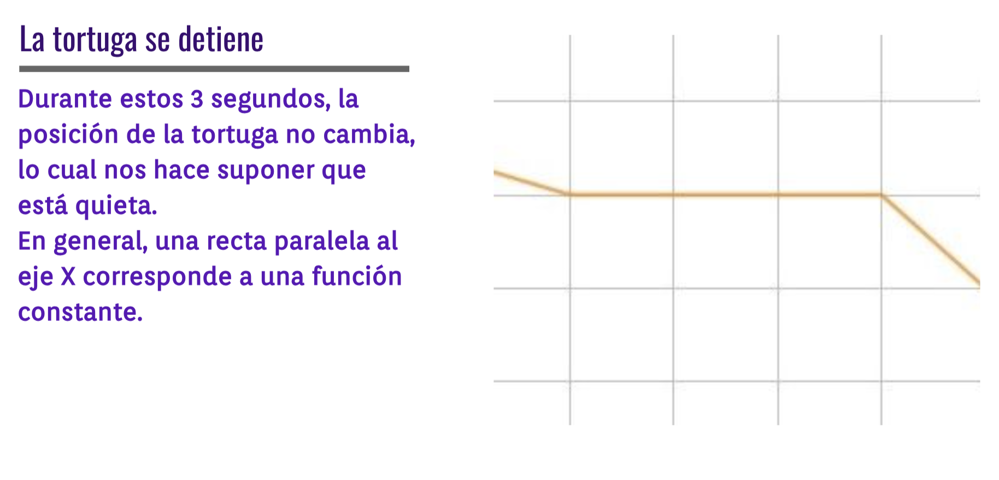 La tortuga se detiene
Durante estos 3 segundos, la
posición de la tortuga no cambia,
lo cual nos hace suponer que
está quieta.
En general, una recta paralela al
eje X corresponde a una función
constante.